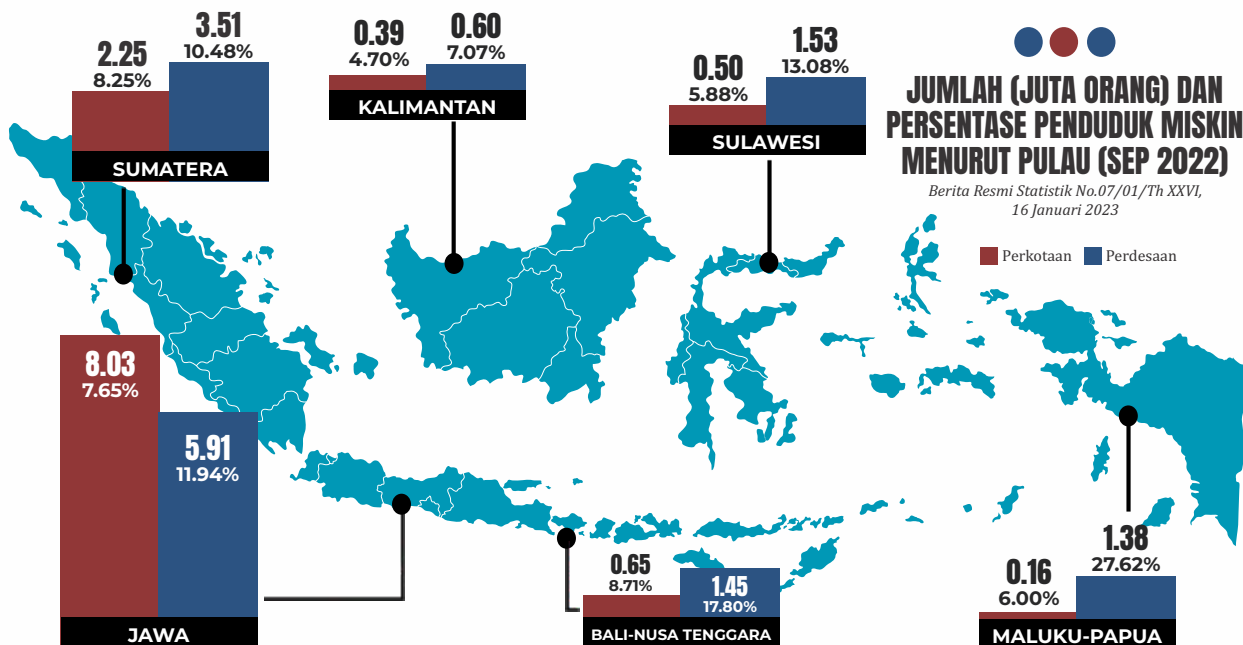 2.25
8.25%
3.51
10.48%
SUMATERA
0.39
4.70%
0.60
7.07%
KALIMANTAN
0.50
5.88%
1.53
13.08%
SULAWESI
JUMLAH (JUTA ORANG) DAN
PERSENTASE PENDUDUK MISKIN
MENURUT PULAU (SEP 2022)
Berita Resmi Statistik No.07/01/Th XXVI,
16 Januari 2023
Perkotaan
Perdesaan
8.03
7.65%
5.91
11.94%
JAWA
0.65
8.71%
1.45
17.80%
BALI-NUSA TENGGARA
0.16
6.00%
1.38
27.62%
MALUKU-PAPUA